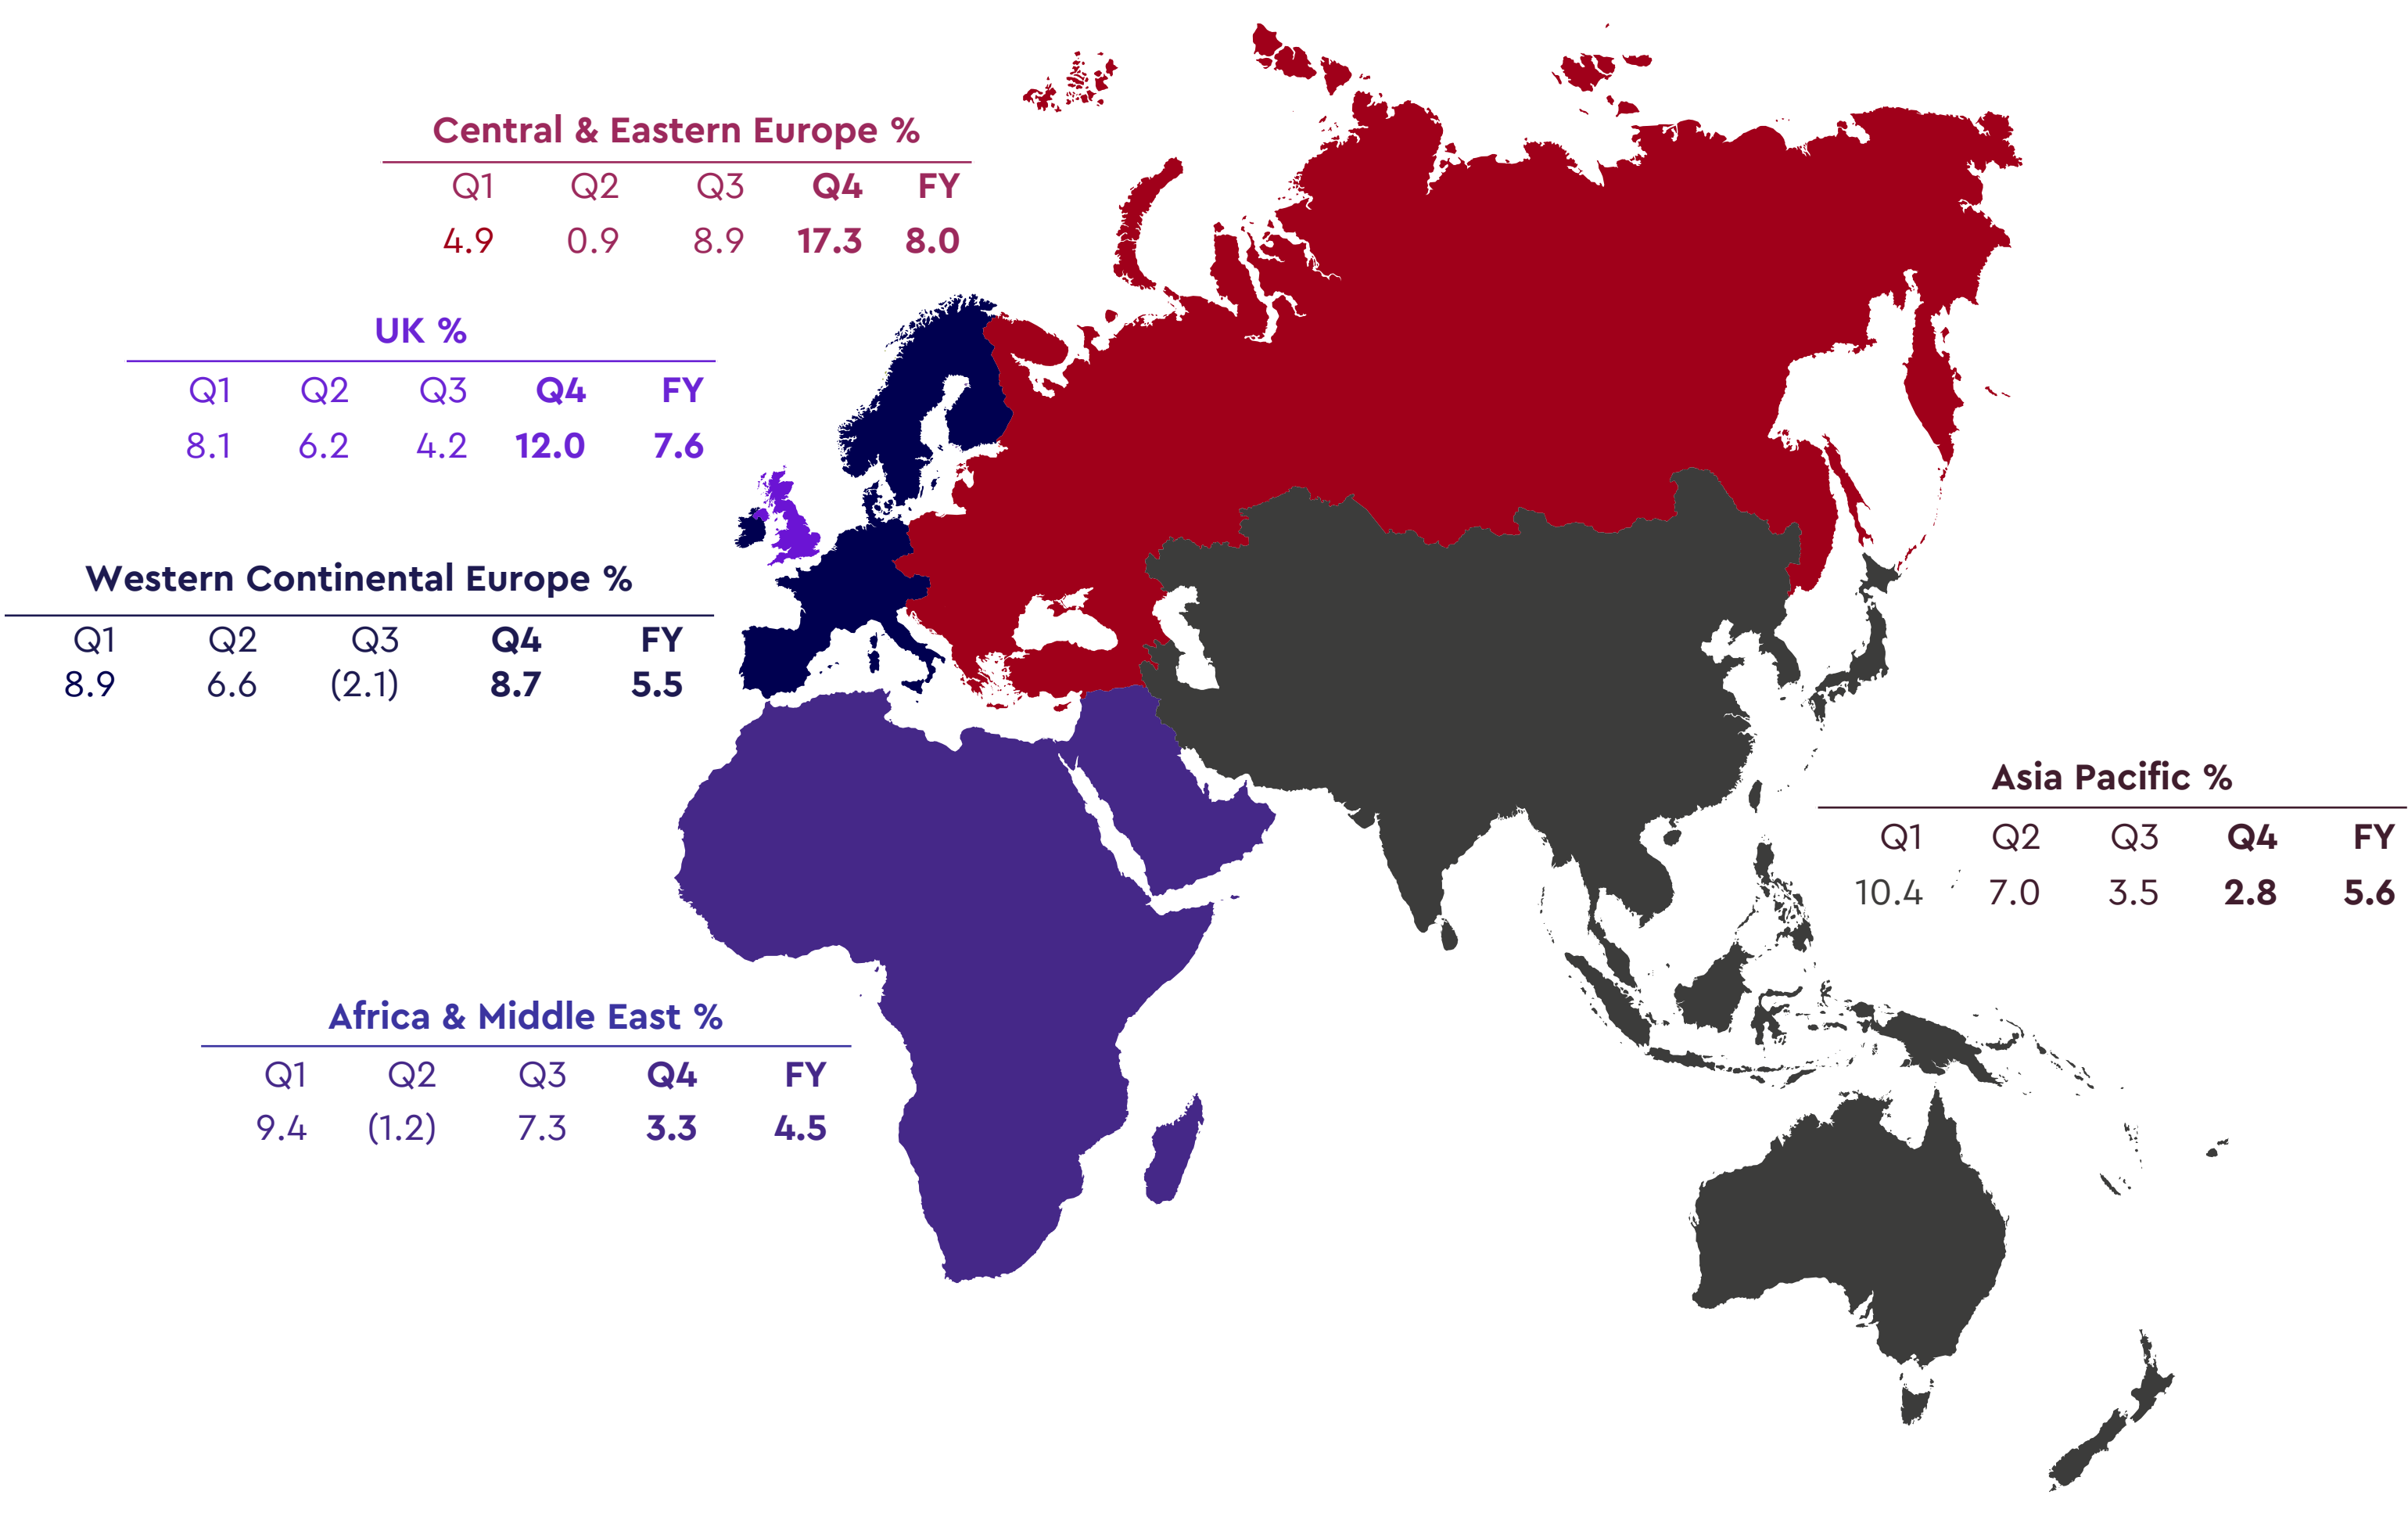 Central & Eastern Europe %
Q1 Q2 Q3 Q4 FY
4.9 0.9 8.9 17.3 8.0
UK %
Q1 Q2 Q3 Q4 FY
8.1 6.2 4.2 12.0 7.6
Western Continental Europe %
Q1 Q2 Q3 Q4 FY
8.9 6.6 (2.1) 8.7 5.5
Asia Pacific %
Q1 Q2 Q3 Q4 FY
10.4 7.0 3.5 2.8 5.6
Africa & Middle East %
Q1 Q2 Q3 Q4 FY
9.4 (1.2) 7.3 3.3 4.5